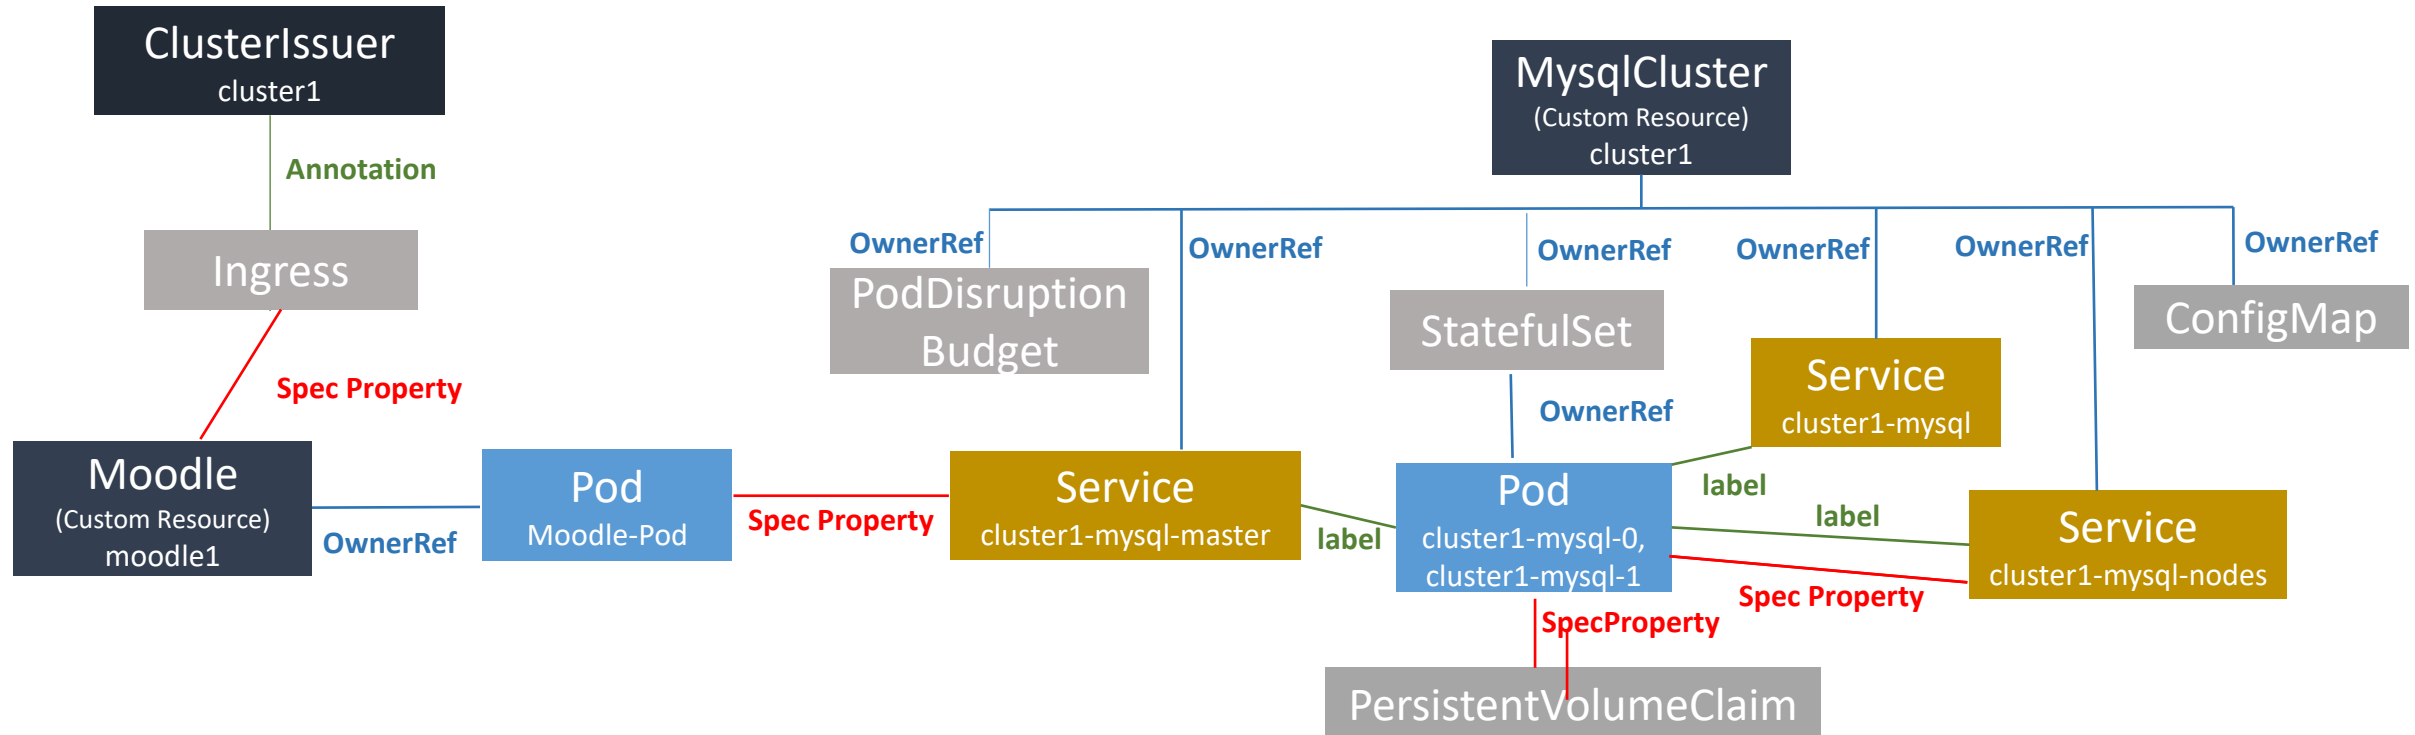 ClusterIssuer
cluster1
Annotation
Ingress
Spec Property
Moodle
(Custom Resource)
moodle1
OwnerRef
Pod
Moodle-Pod
Spec Property
MysqlCluster
(Custom Resource)
cluster1
OwnerRef
OwnerRef
OwnerRef
OwnerRef
OwnerRef
OwnerRef
PodDisruption
Budget
StatefulSet
ConfigMap
OwnerRef
Service
cluster1-mysql
Service
cluster1-mysql-master
label
Pod
cluster1-mysql-0,
cluster1-mysql-1
label
label
Spec Property
Service
cluster1-mysql-nodes
SpecProperty
PersistentVolumeClaim